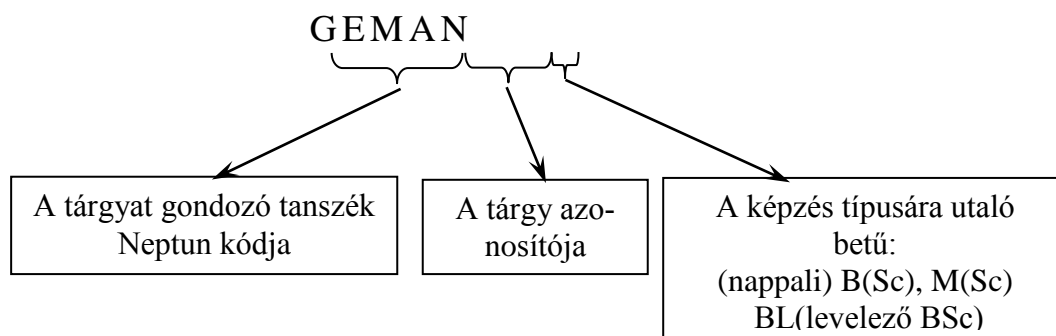 GEMAN
A tárgyat gondozó tanszék
Neptun kódja
A tárgy azo-
nosítója
A képzés típusára utaló
betű:
(nappali) B(Sc), M(Sc)
BL(levelező BSc)